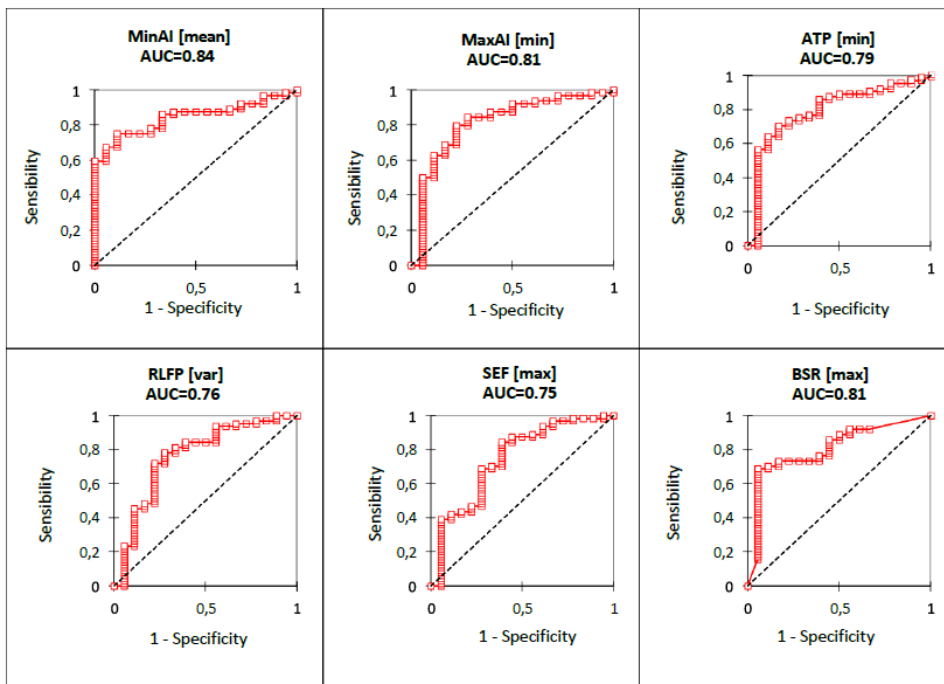 MinAI [mean]
AUC=0.84
1
0,8
0,6
0,4
0,2
0
Sensibility
0
0,5
1
1 - Specificity
MaxAI [min]
AUC=0.81
1
0,8
0,6
0,4
0,2
0
Sensibility
0
0,5
1
1 - Specificity
ATP [min]
AUC=0.79
1
0,8
0,6
0,4
0,2
0
Sensibility
0
0,5
1
1 - Specificity
RLFP [var]
AUC=0.76
1
0,8
0,6
0,4
0,2
0
Sensibility
0
0,5
1
1 - Specificity
SEF [max]
AUC=0.75
1
0,8
0,6
0,4
0,2
0
Sensibility
0
0,5
1
1 - Specificity
BSR [max]
AUC=0.81
1
0,8
0,6
0,4
0,2
0
Sensibility
0
0,5
1
1 - Specificity